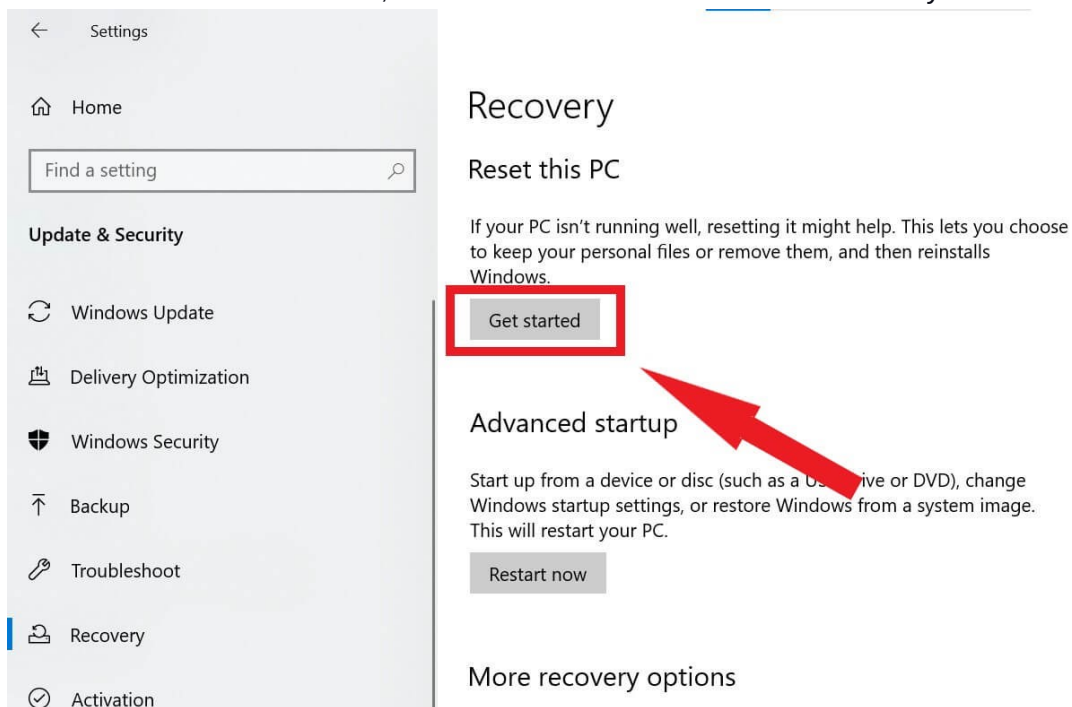 Settings
Home
Find a setting
Update & Security
Windows Update
Delivery Optimization
Windows Security
Backup
Troubleshoot
Recovery
Activation
Recovery
Reset this PC
If your PC isn't running well, resetting it might help. This lets you choose
to keep your personal files or remove them, and then reinstalls
Windows.
Get started
Advanced startup
Start up from a device or disc (such as a or DVD), change
Windows startup settings, or restore Windows from a system image.
This will restart your PC.
Restart now
More recovery options